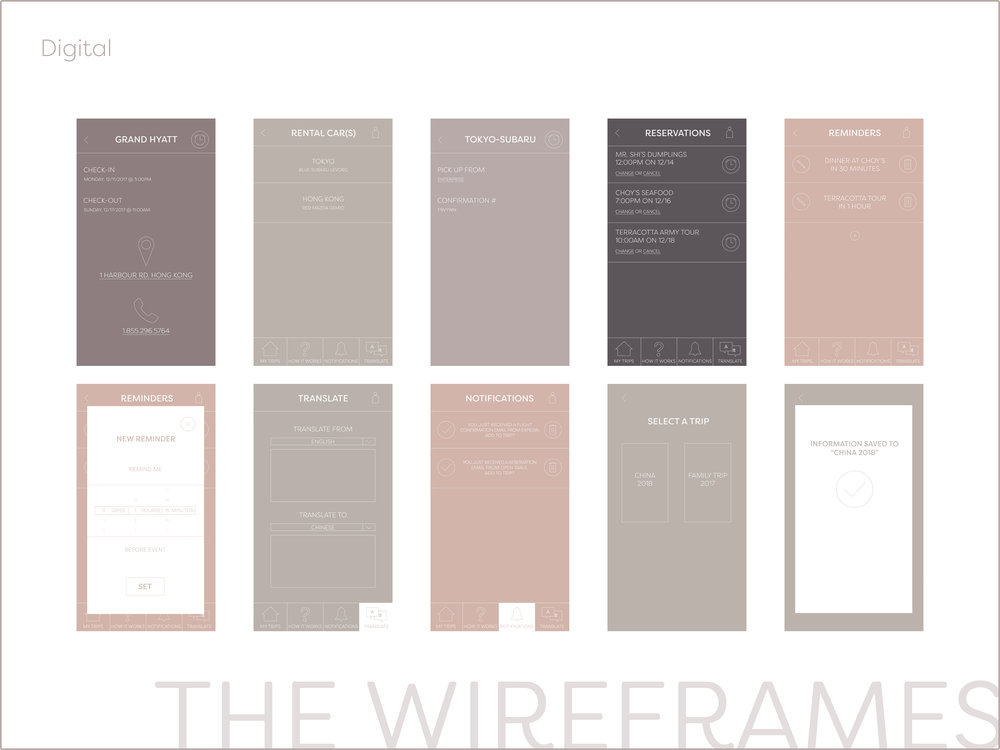 Digital
GRAND HYATT
CHECK-IN
MONDAY, 12/11/2017 @ 3:00PM
CHECK-OUT
SUNDAY, 12/17/2017 @ 11:00AM
1 HARBOUR RD, HONG KONG
1.855.296.5764
RENTAL CAR(S)
TOKYO
BLUE SUBARU LEVORG
HONG KONG
RED MAZDA DEMIO
MY TRIPS
HOW IT WORKS
NOTIFICATIONS
TRANSLATE
TOKYO-SUBARU
PICK UP FROM
ENTERPRISE
CONFIRMATION #
RESERVATIONS
MR. SHI'S DUMPLINGS
12:00PM ON 12/14
CHANGE OR CANCEL
CHOY'S SEAFOOD
7:00PM ON 12/16
CHANGE OR CANCEL
TERRACOTTA ARMY TOUR
10:00AM ON 12/18
CHANGE OR CANCEL
MY TRIPS
HOW IT WORKS
NOTIFICATIONS
TRANSLATE
REMINDERS
DINNER AT CHOY'S
IN 30 MINUTES
TERRACOTTA TOUR
IN 1 HOUR
MY TRIPS
HOW IT WORKS
NOTIFICATIONS
TRANSLATE
REMINDERS
NEW REMINDER
REMIND ME
DAYS
HOURS
MINUTES
BEFORE EVENT
SET
MY TRIPS
HOW IT WORKS
NOTIFICATIONS
TRANSLATE
TRANSLATE
TRANSLATE FROM
ENGLISH
TRANSLATE TO
CHINESE
MY TRIPS
HOW IT WORKS
NOTIFICATIONS
TRANSLATE
NOTIFICATIONS
YOU JUST RECEIVED A FLIGHT
CONFIRMATION EMAIL FROM EXPEDIA.
ADD TO TRIP?
YOU JUST RECEIVED A RESERVATION
EMAIL FROM OPEN TABLE.
ADD TO TRIP?
MY TRIPS
HOW IT WORKS
NOTIFICATIONS
TRANSLATE
SELECT A TRIP
CHINA
2018
FAMILY TRIP
2017
INFORMATION SAVED TO
"CHINA 2018"
THE WIREFRAMES